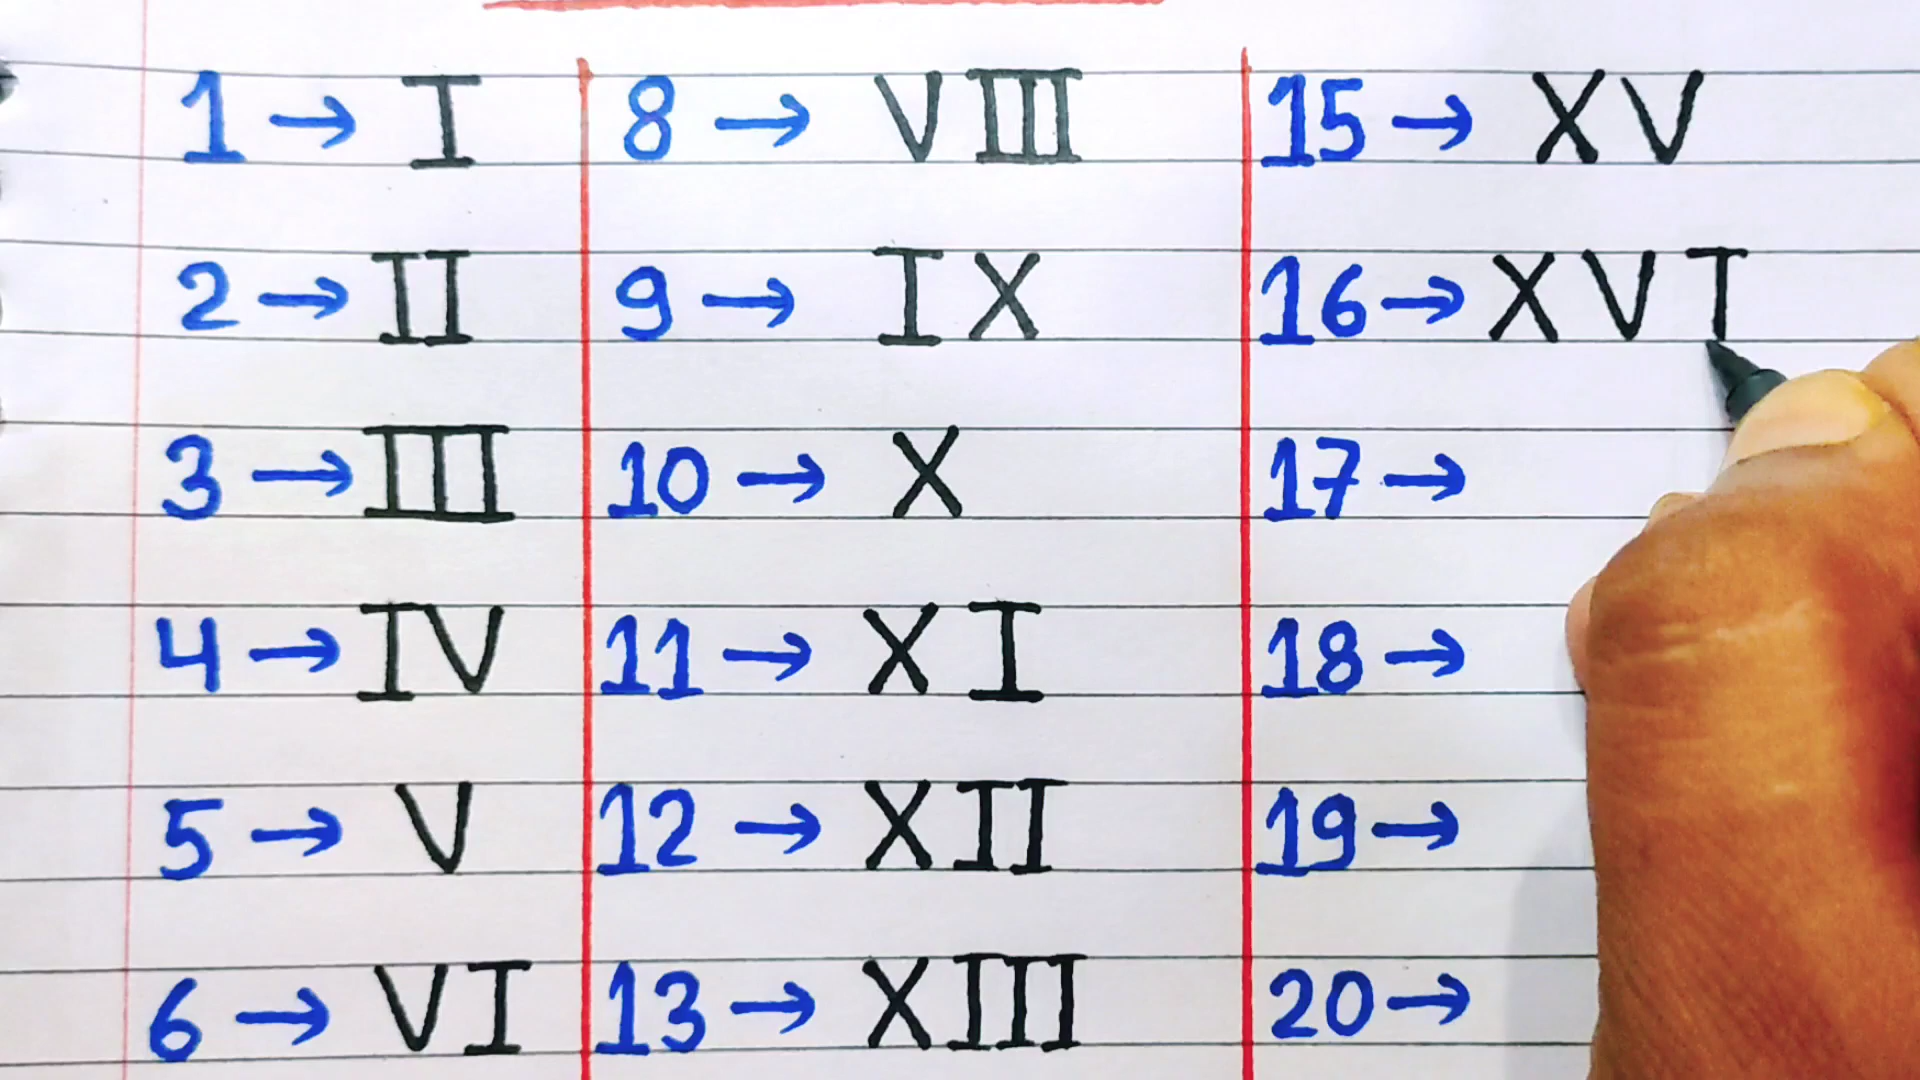 1 → I
2 → II
3 → III
4 → IV
5 → V
6 → VI
8 → VIII
9 → IX
10 → X
11 → XI
12 → XII
13 → XIII
15 → XV
16 → XVI
17 →
18 →
19 →
20 →